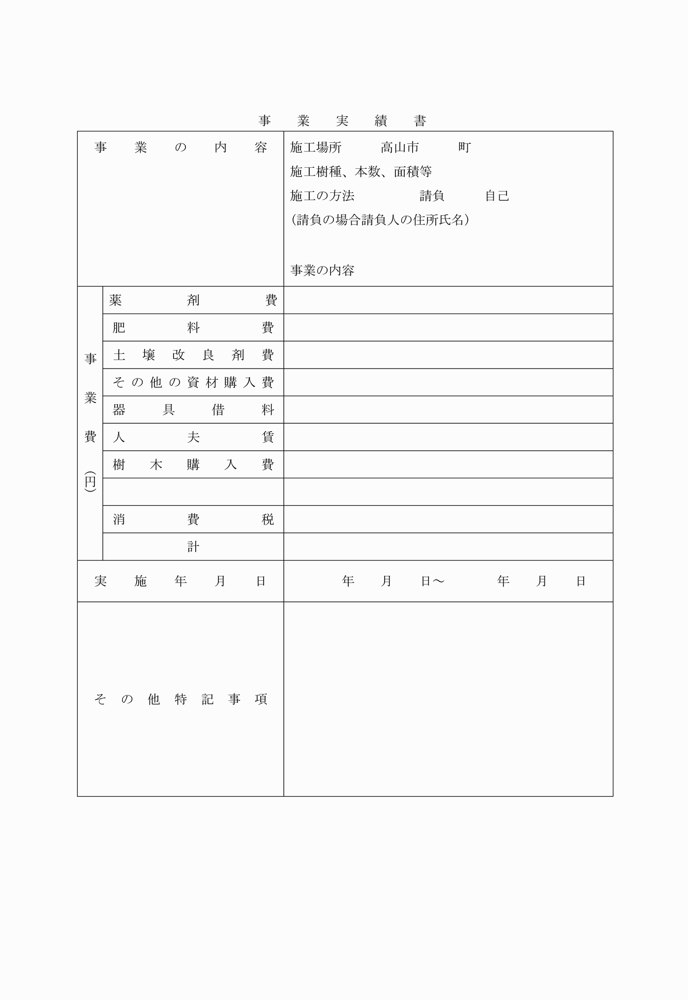 事業実績書
事業の内容
施工場所　　　高山市　　　町
施工樹種、本数、面積等
施工の方法　　　　　請負　　　自己
（請負の場合請負人の住所氏名）
事業の内容
事業費（円）
薬剤費
肥料費
土壌改良剤費
その他の資材購入費
器具借料
人夫賃
樹木購入費
消費税
計
実施年月日
年　　月　　日～　　　　年　　月　　日
その他特記事項